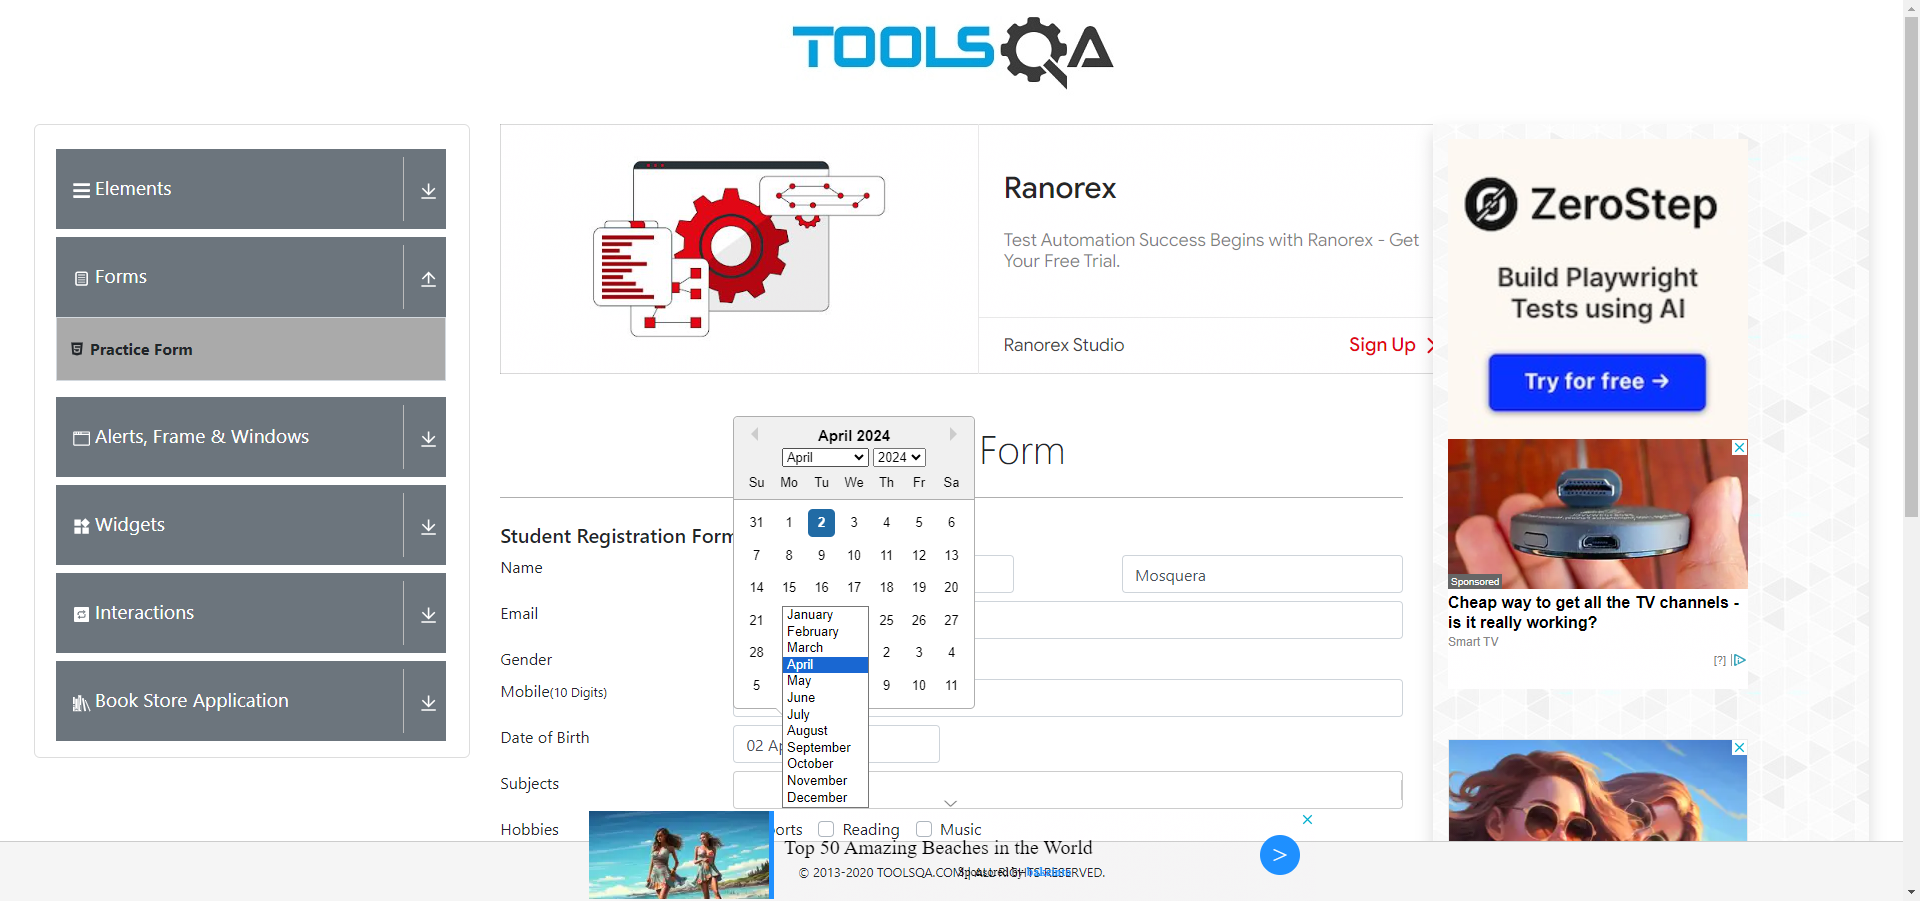 TOOLSQA
Elements
Forms
Practice Form
Alerts, Frame & Windows
Widgets
Interactions
Book Store Application
Ranorex
Test Automation Success Begins with Ranorex - Get
Your Free Trial.
Ranorex Studio
Sign Up
ZeroStep
Build Playwright
Tests using AI
Try for free →
Sponsored
Cheap way to get all the TV channels -
is it really working?
Smart TV
[?]
Form
April 2024
April 2024
Su Mo Tu We Th Fr Sa
31 1 2 3 4 5 6
7 8 9 10 11 12 13
14 15 16 17 18 19 20
21 25 26 27
28 2 3 4
5 9 10 11
January
February
March
April
May
June
July
August
September
October
November
December
Student Registration Form
Name
Mosquera
Email
Gender
Mobile(10 Digits)
Date of Birth
02 Ap
Subjects
Hobbies
orts Reading Music
Top 50 Amazing Beaches in the World
>
© 2013-2020 TOOLSQA.COM | ALL RIGHTS RESERVED.
Sponsored By